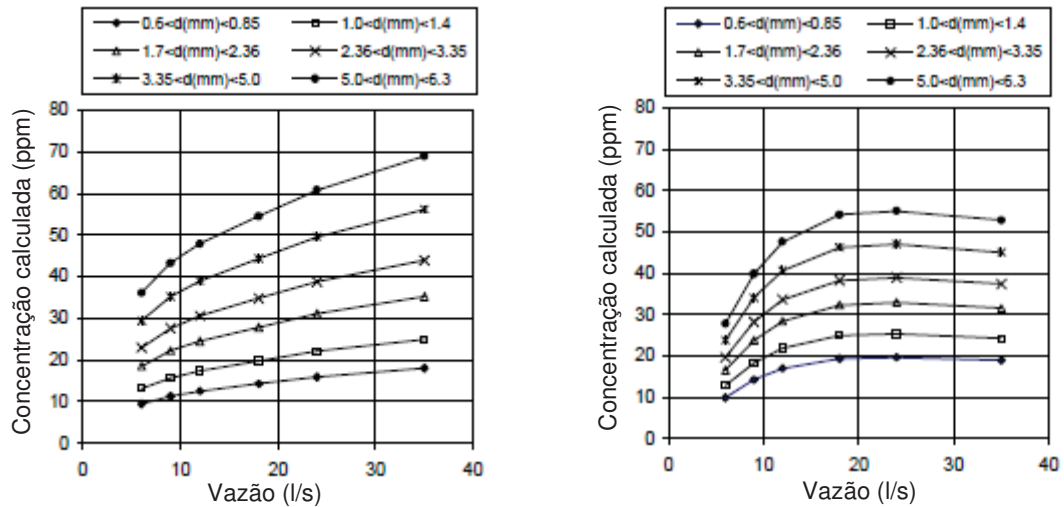 0.6<d(mm)<0.85 1.0<d(mm)<1.4
1.7<d(mm)<2.36 2.36<d(mm)<3.35
3.35<d(mm)<5.0 5.0<d(mm)<6.3
Concentração calculada (ppm)
80
70
60
50
40
30
20
10
0
0 10 20 30 40
Vazão (l/s)
0.6<d(mm)<0.85 1.0<d(mm)<1.4
1.7<d(mm)<2.36 2.36<d(mm)<3.35
3.35<d(mm)<5.0 5.0<d(mm)<6.3
Concentração calculada (ppm)
80
70
60
50
40
30
20
10
0
0 10 20 30 40
Vazão (l/s)